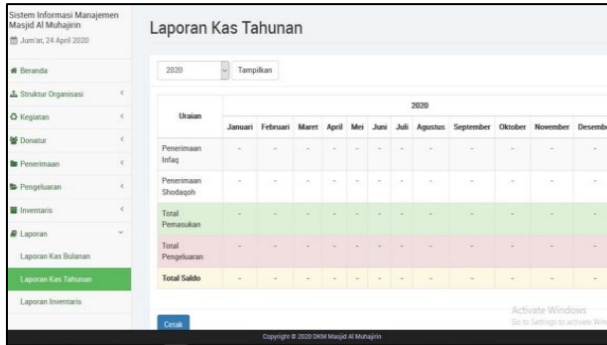 Sistem Informasi Manajemen
Masjid Al Muhajirin
Jum'at, 24 April 2020
Beranda
Struktur Organisasi
Kegiatan
Donatur
Penerimaan
Pengeluaran
Inventaris
Laporan
Laporan Kas Bulanan
Laporan Kas Tahunan
Laporan Inventaris
Laporan Kas Tahunan
2020 Tampilkan
Uraian 2020
Januari Februari Maret April Mei Juni Juli Agustus September Oktober November Desemb
Penerimaan - - - - - - - - - - - -
Infaq
Penerimaan - - - - - - - - - - - -
Shodaqoh
Total - - - - - - - - - - - -
Pemasukan
Total - - - - - - - - - - - -
Pengeluaran
Total Saldo - - - - - - - - - - - -
Cetak
Activate Windows
Go to Settings to activate Win
Copyright © 2020 DKM Masjid Al Muhajirin